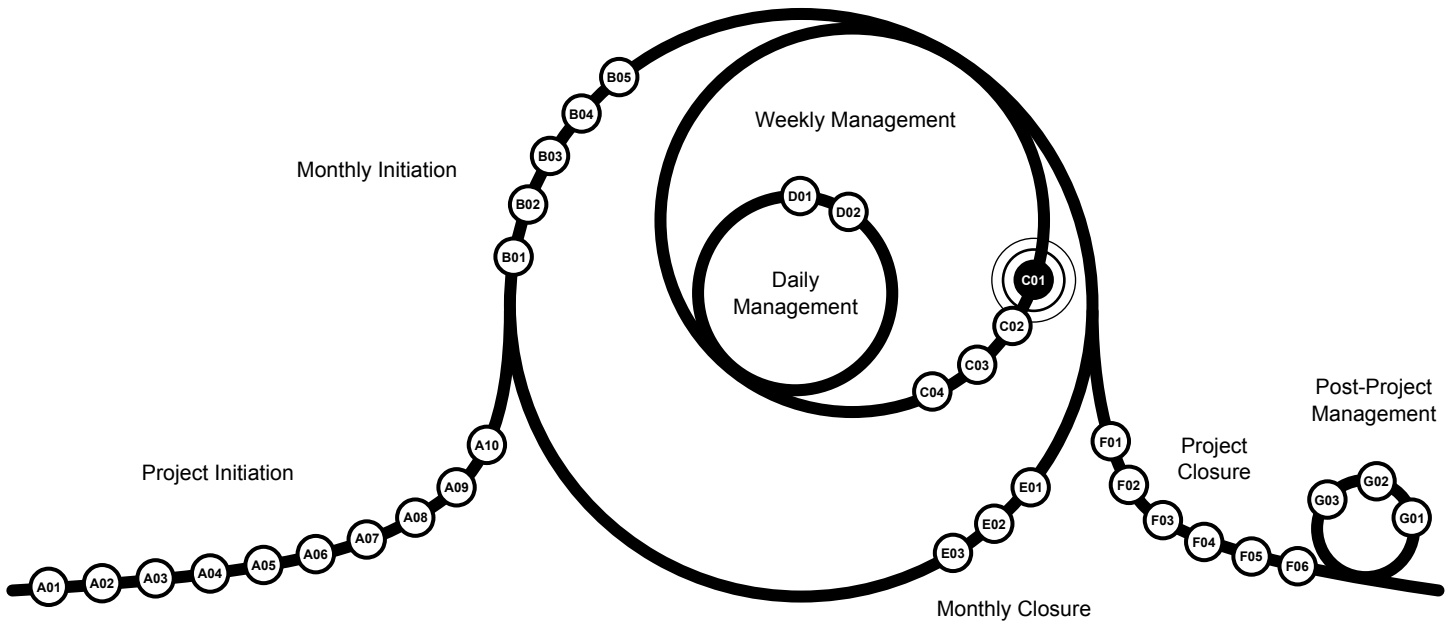 Project Initiation
A01
A02
A03
A04
A05
A06
A07
A08
A09
A10
Monthly Initiation
B01
B02
B03
B04
B05
Weekly Management
C01
C02
C03
C04
Daily
Management
D01
D02
Monthly Closure
E01
E02
E03
Project
Closure
F01
F02
F03
F04
F05
F06
Post-Project
Management
G01
G02
G03